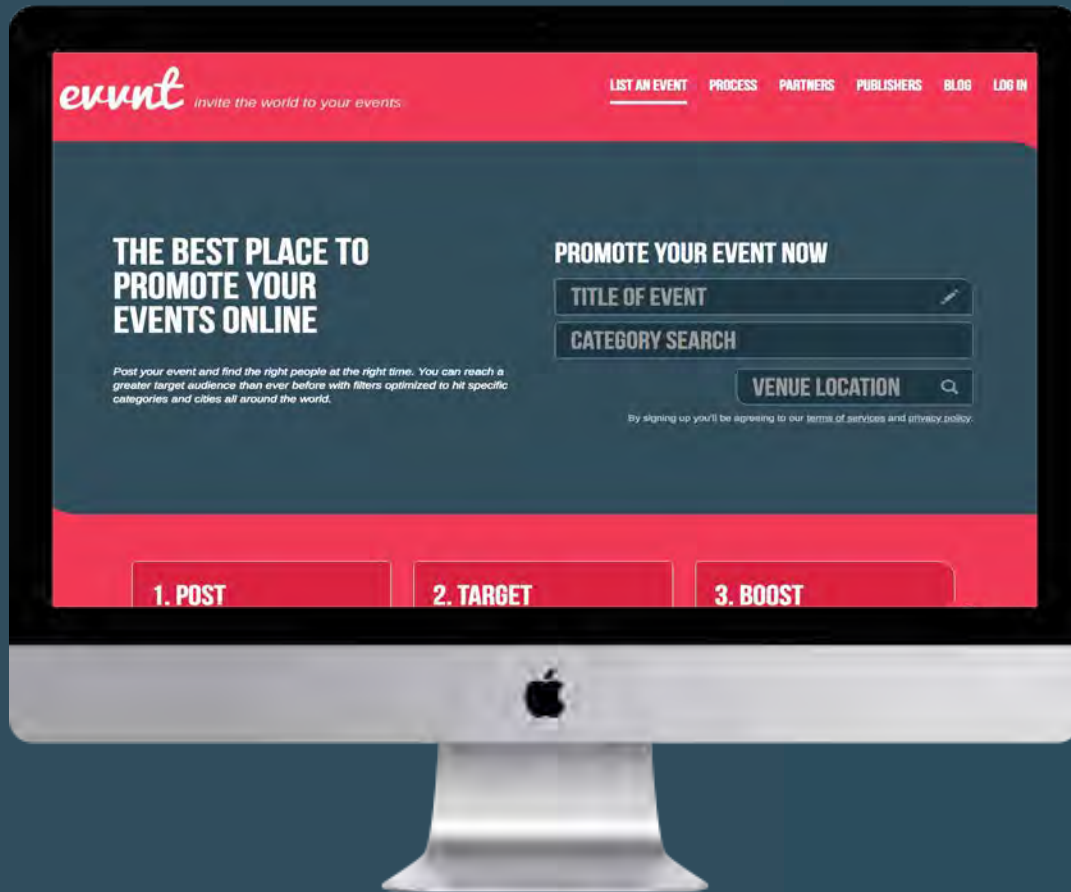 evvnt invite the world to your events
LIST AN EVENT PROCESS PARTNERS PUBLISHERS BLOG LOG IN
THE BEST PLACE TO
PROMOTE YOUR
EVENTS ONLINE
Post your event and find the right people at the right time. You can reach a
greater target audience than ever before with filters optimized to hit specific
categories and cities all around the world.
PROMOTE YOUR EVENT NOW
TITLE OF EVENT
CATEGORY SEARCH
VENUE LOCATION
By signing up you'll be agreeing to our terms of services and privacy policy.
1. POST
2. TARGET
3. BOOST